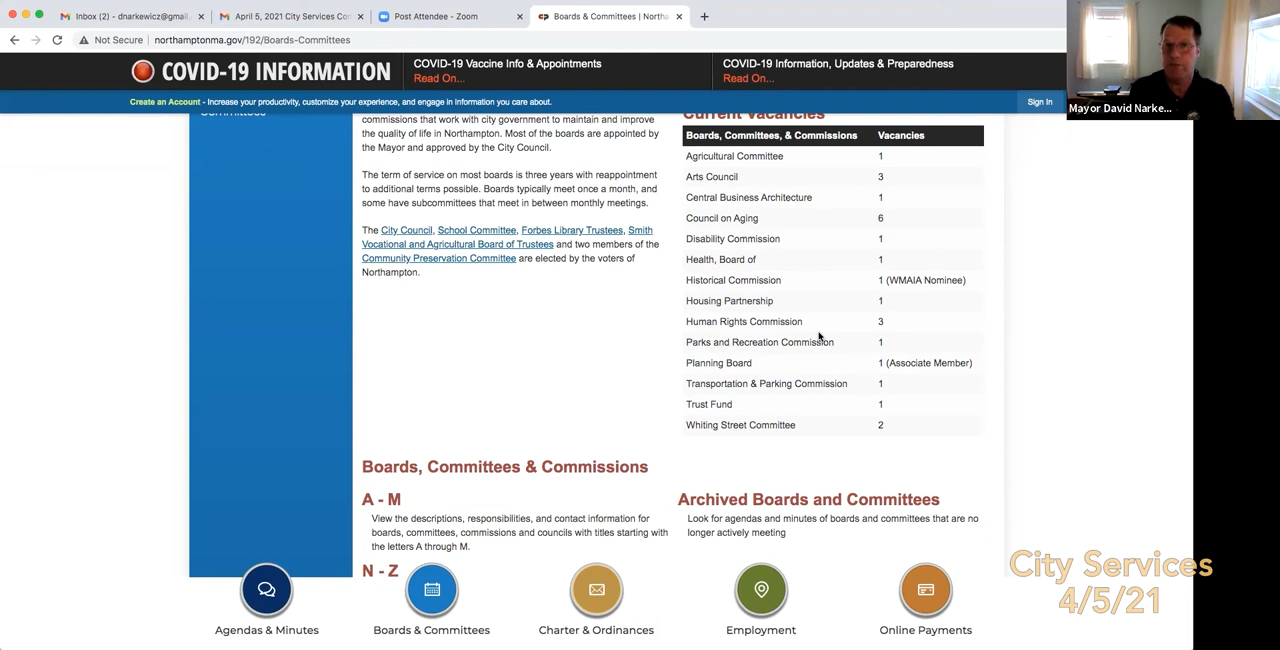 Inbox (2) - dnarkewicz@gmail.
April 5, 2021 City Services Con
Post Attendee - Zoom
Boards & Committees | Northa
Not Secure
northamptonma.gov/192/Boards-Committees
Mayor David Narke...
COVID-19 INFORMATION
COVID-19 Vaccine Info & Appointments
Read On...
COVID-19 Information, Updates & Preparedness
Read On...
Create an Account - Increase your productivity, customize your experience, and engage in information you care about.
Sign In
Committees
commissions that work with city government to maintain and improve
the quality of life in Northampton. Most of the boards are appointed by
the Mayor and approved by the City Council.
The term of service on most boards is three years with reappointment
to additional terms possible. Boards typically meet once a month, and
some have subcommittees that meet in between monthly meetings.
The City Council, School Committee, Forbes Library Trustees, Smith
Vocational and Agricultural Board of Trustees and two members of the
Community Preservation Committee are elected by the voters of
Northampton.
Current Vacancies
Boards, Committees, & Commissions Vacancies
Agricultural Committee 1
Arts Council 3
Central Business Architecture 1
Council on Aging 6
Disability Commission 1
Health, Board of 1
Historical Commission 1 (WMAIA Nominee)
Housing Partnership 1
Human Rights Commission 3
Parks and Recreation Commission 1
Planning Board 1 (Associate Member)
Transportation & Parking Commission 1
Trust Fund 1
Whiting Street Committee 2
Boards, Committees & Commissions
A - M
View the descriptions, responsibilities, and contact information for
boards, committees, commissions and councils with titles starting with
the letters A through M.
N - Z
Archived Boards and Committees
Look for agendas and minutes of boards and committees that are no
longer actively meeting
City Services
4/5/21
Agendas & Minutes
Boards & Committees
Charter & Ordinances
Employment
Online Payments